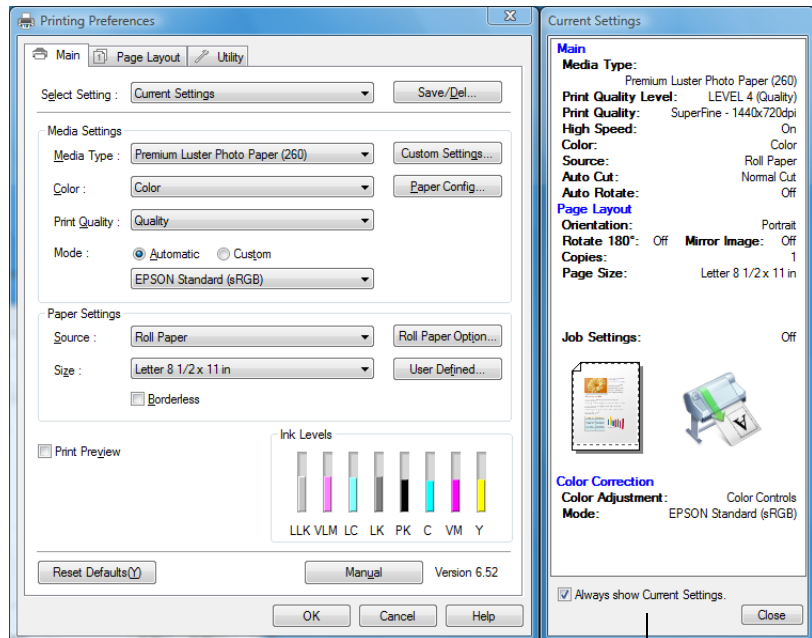 Printing Preferences
Main Page Layout Utility
Select Setting : Current Settings Save/Del...
Media Settings
Media Type : Premium Luster Photo Paper (260) Custom Settings...
Color : Color Paper Config...
Print Quality : Quality
Mode : Automatic Custom
EPSON Standard (sRGB)
Paper Settings
Source : Roll Paper Roll Paper Option...
Size : Letter 8 1/2 x 11 in User Defined...
Borderless
Print Preview
Ink Levels
LLK VLM LC LK PK C VM Y
Reset Defaults(Y) Manual Version 6.52
OK Cancel Help
Current Settings
Main
Media Type:
Premium Luster Photo Paper (260)
Print Quality Level: LEVEL 4 (Quality)
Print Quality: SuperFine - 1440x720dpi
High Speed: On
Color: Color
Source: Roll Paper
Auto Cut: Normal Cut
Auto Rotate: Off
Page Layout
Orientation: Portrait
Rotate 180°: Off Mirror Image: Off
Copies: 1
Page Size: Letter 8 1/2 x 11 in
Job Settings: Off
A
Color Correction
Color Adjustment: Color Controls
Mode: EPSON Standard (sRGB)
Always show Current Settings.
Close